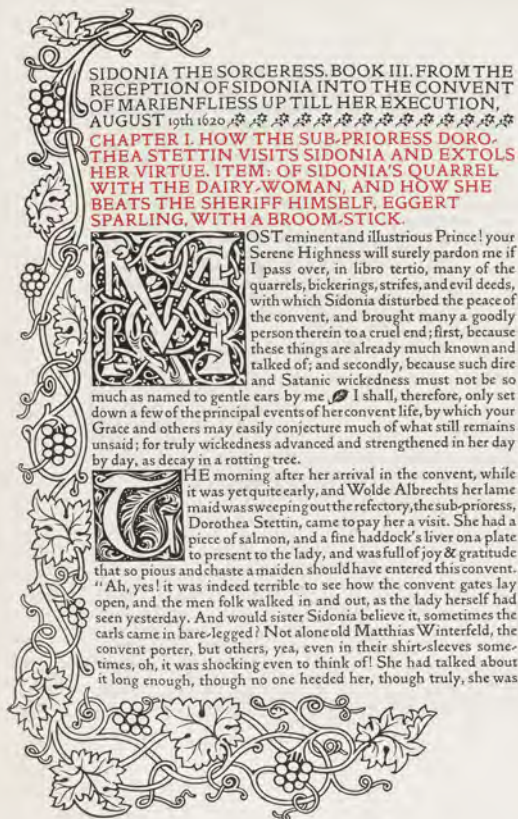 SIDONIA THE SORCERESS. BOOK III. FROM THE
RECEPTION OF SIDONIA INTO THE CONVENT
OF MARIENFLIESS UP TILL HER EXECUTION,
AUGUST 19th 1620
CHAPTER I. HOW THE SUB-PRIORESS DORO-
THEA STETTIN VISITS SIDONIA AND EXTOLS
HER VIRTUE. ITEM: OF SIDONIA'S QUARREL
WITH THE DAIRY-WOMAN, AND HOW SHE
BEATS THE SHERIFF HIMSELF, EGGERT
SPARLING, WITH A BROOM-STICK.
MOST eminent and illustrious Prince! your
Serene Highness will surely pardon me if
I pass over, in libro tertio, many of the
quarrels, bickerings, strifes, and evil deeds,
with which Sidonia disturbed the peace of
the convent, and brought many a goodly
person therein to a cruel end; first, because
these things are already much known and
talked of; and secondly, because such dire
and Satanic wickedness must not be so
much as named to gentle ears by me I shall, therefore, only set
down a few of the principal events of her convent life, by which your
Grace and others may easily conjecture much of what still remains
unsaid; for truly wickedness advanced and strengthened in her day
by day, as decay in a rotting tree.
THE morning after her arrival in the convent, while
it was yet quite early, and Wolde Albrechts her lame
maid was sweeping out the refectory, the sub-prioress,
Dorothea Stettin, came to pay her a visit. She had a
piece of salmon, and a fine haddock's liver on a plate
to present to the lady, and was full of joy & gratitude
that so pious and chaste a maiden should have entered this convent.
"Ah, yes! it was indeed terrible to see how the convent gates lay
open, and the men folk walked in and out, as the lady herself had
seen yesterday. And would sister Sidonia believe it, sometimes the
carls came in bare-legged? Not alone old Matthias Winterfeld, the
convent porter, but others, yea, even in their shirt-sleeves some-
times, oh, it was shocking even to think of! She had talked about
it long enough, though no one heeded her, though truly, she was